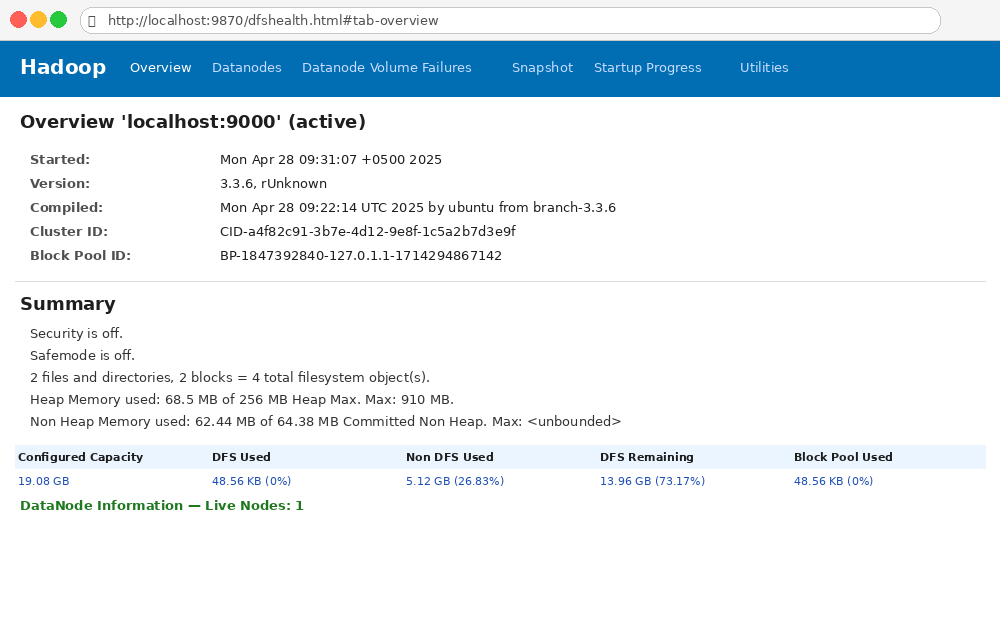 http://localhost:9870/dfshealth.html#tab-overview
Hadoop Overview Datanodes Datanode Volume Failures Snapshot Startup Progress Utilities
Overview 'localhost:9000' (active)
Started: Mon Apr 28 09:31:07 +0500 2025
Version: 3.3.6, rUnknown
Compiled: Mon Apr 28 09:22:14 UTC 2025 by ubuntu from branch-3.3.6
Cluster ID: CID-a4f82c91-3b7e-4d12-9e8f-1c5a2b7d3e9f
Block Pool ID: BP-1847392840-127.0.1.1-1714294867142
Summary
Security is off.
Safemode is off.
2 files and directories, 2 blocks = 4 total filesystem object(s).
Heap Memory used: 68.5 MB of 256 MB Heap Max. Max: 910 MB.
Non Heap Memory used: 62.44 MB of 64.38 MB Committed Non Heap. Max: <unbounded>
Configured Capacity DFS Used Non DFS Used DFS Remaining Block Pool Used
19.08 GB 48.56 KB (0%) 5.12 GB (26.83%) 13.96 GB (73.17%) 48.56 KB (0%)
DataNode Information — Live Nodes: 1